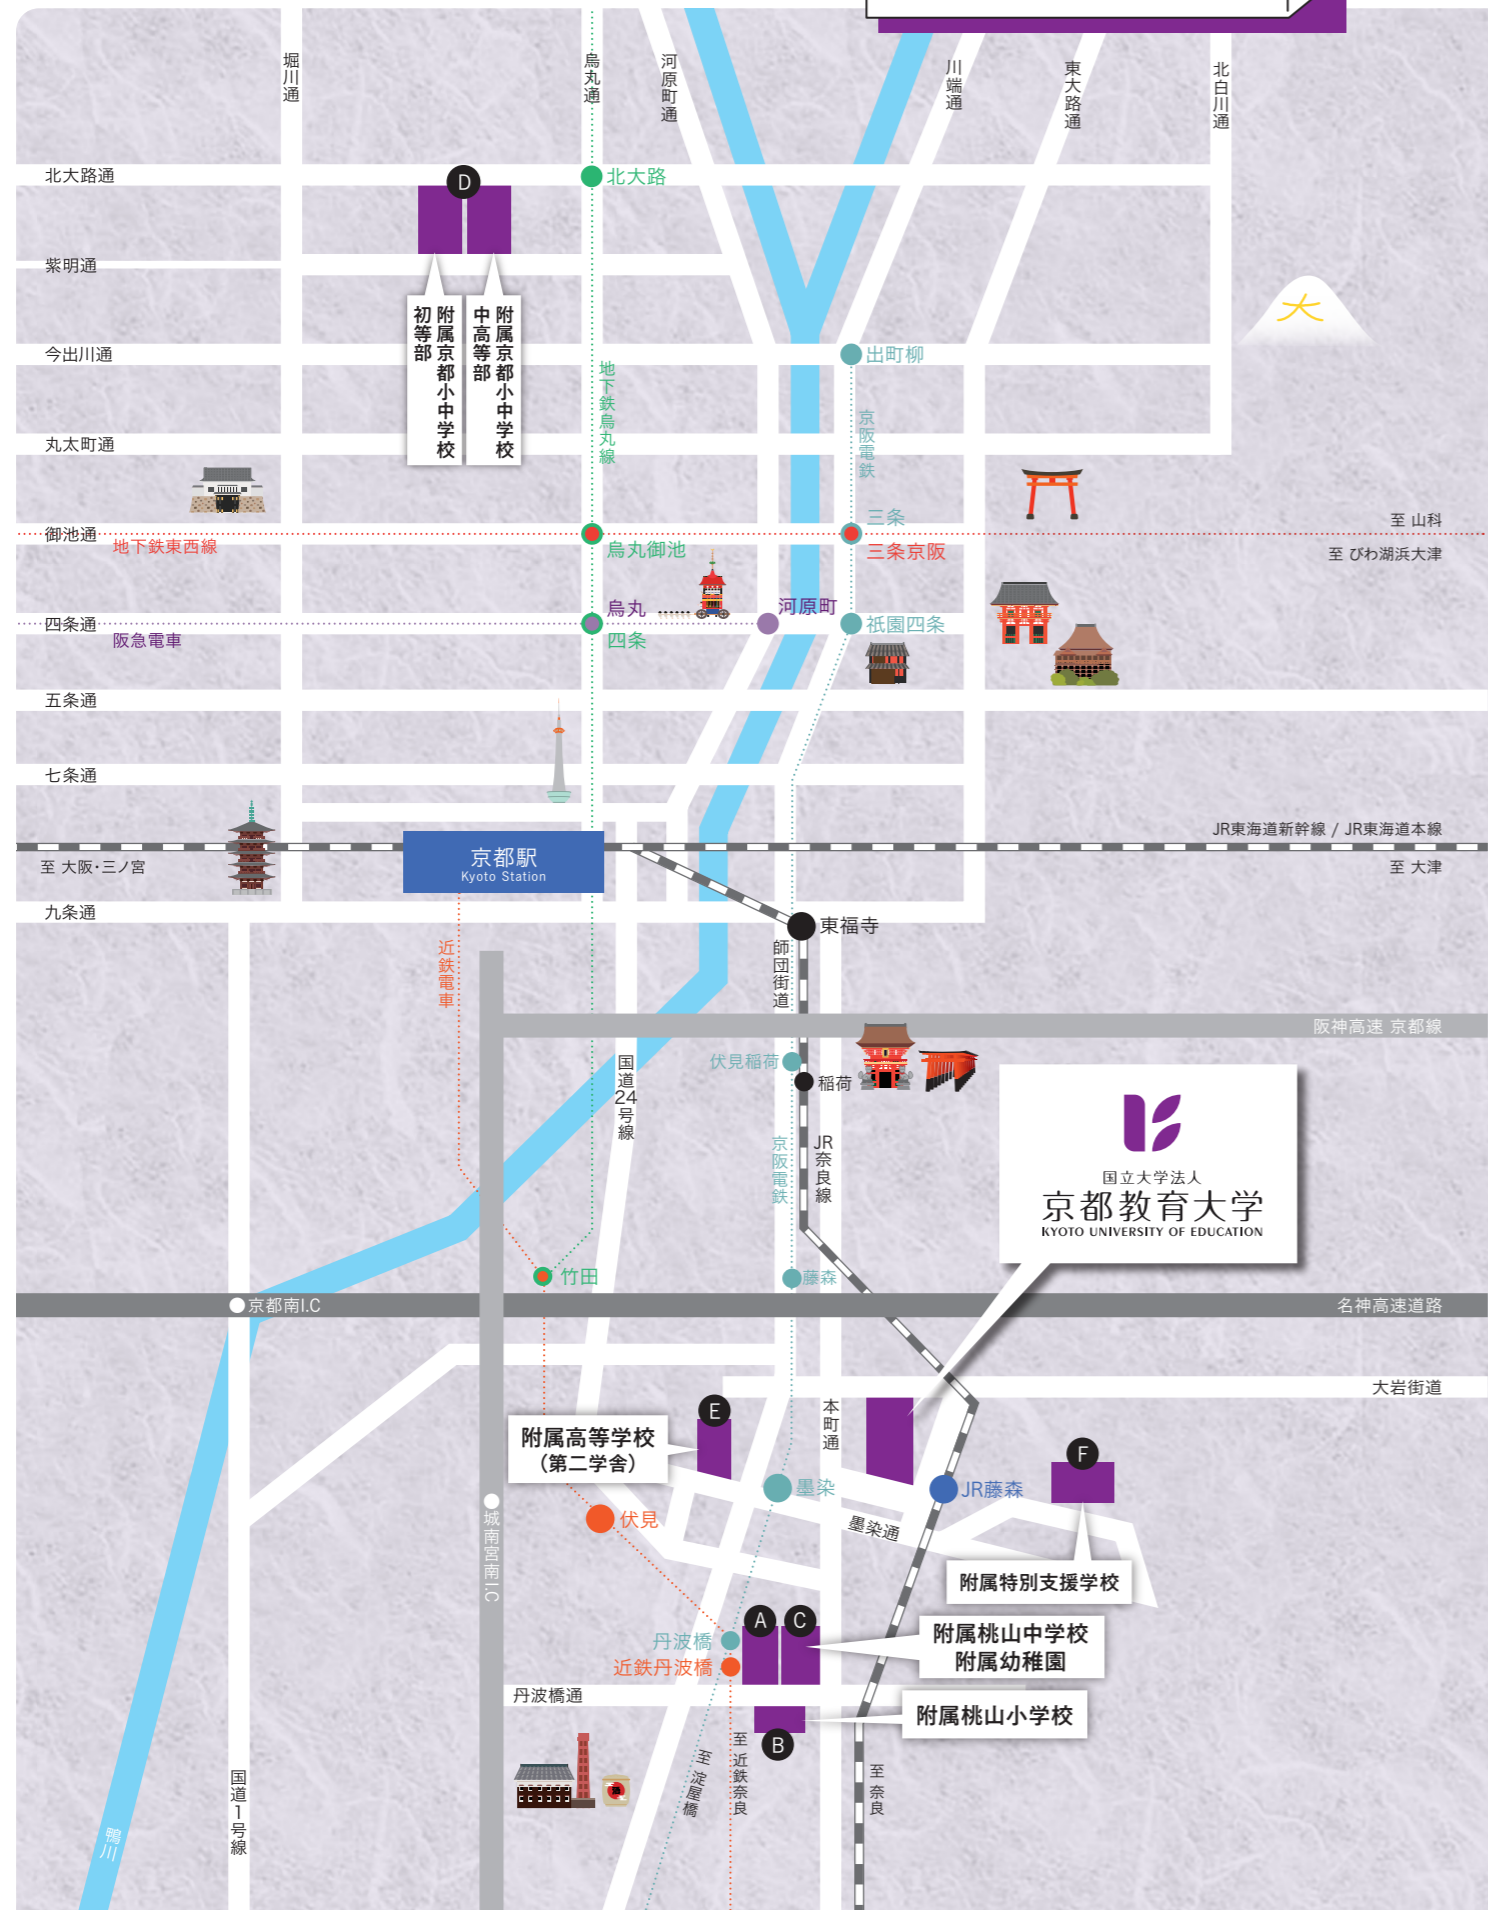 堀川通
烏丸通
河原町通
川端通
東大路通
北白川通
北大路通
D
北大路
紫明通
附属京都小中学校
初等部
附属京都小中学校
中高等部
大
今出川通
出町柳
地下鉄烏丸線
京阪電鉄
丸太町通
御池通
地下鉄東西線
烏丸御池
三条
三条京阪
至 山科
至 びわ湖浜大津
四条通
阪急電車
烏丸
四条
河原町
祇園四条
五条通
七条通
JR東海道新幹線 / JR東海道本線
京都駅
Kyoto Station
至 大阪・三ノ宮
至 大津
九条通
東福寺
近鉄電車
師団街道
阪神高速 京都線
国道24号線
伏見稲荷
稲荷
京阪電鉄
JR奈良線
国立大学法人
京都教育大学
KYOTO UNIVERSITY OF EDUCATION
竹田
藤森
京都南I.C
名神高速道路
大岩街道
E
本町通
附属高等学校
（第二学舎）
F
墨染
JR藤森
伏見
城南宮南I.C
墨染通
附属特別支援学校
A
C
丹波橋
近鉄丹波橋
附属桃山中学校
附属幼稚園
丹波橋通
附属桃山小学校
B
至 淀屋橋
至 近鉄奈良
至 奈良
国道1号線
鴨川